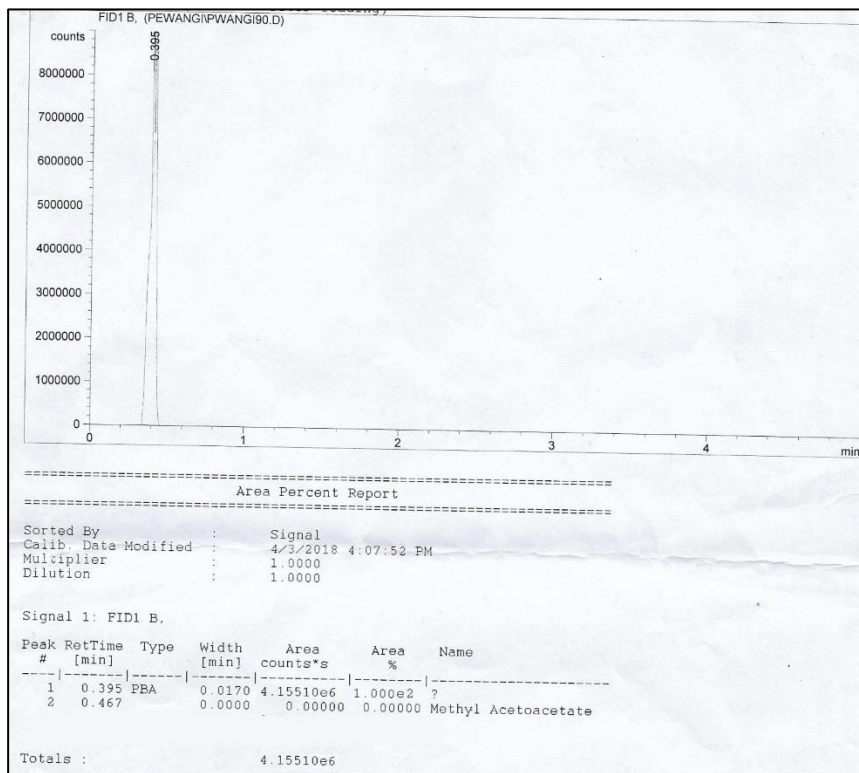 FID1 B, (PEWANGI\PWANGI90.D)
counts
0.395
8000000
7000000
6000000
5000000
4000000
3000000
2000000
1000000
0
0 1 2 3 4 min
==================================================================
Area Percent Report
==================================================================
Sorted By : Signal
Calib. Data Modified : 4/3/2018 4:07:52 PM
Multiplier : 1.0000
Dilution : 1.0000
Signal 1: FID1 B,
Peak RetTime Type Width Area Area Name
# [min] [min] counts*s %
----|-------|------|-------|----------|--------|---------------------
1 0.395 PBA 0.0170 4.15510e6 1.000e2 ?
2 0.467 0.0000 0.00000 0.00000 Methyl Acetoacetate
Totals : 4.15510e6